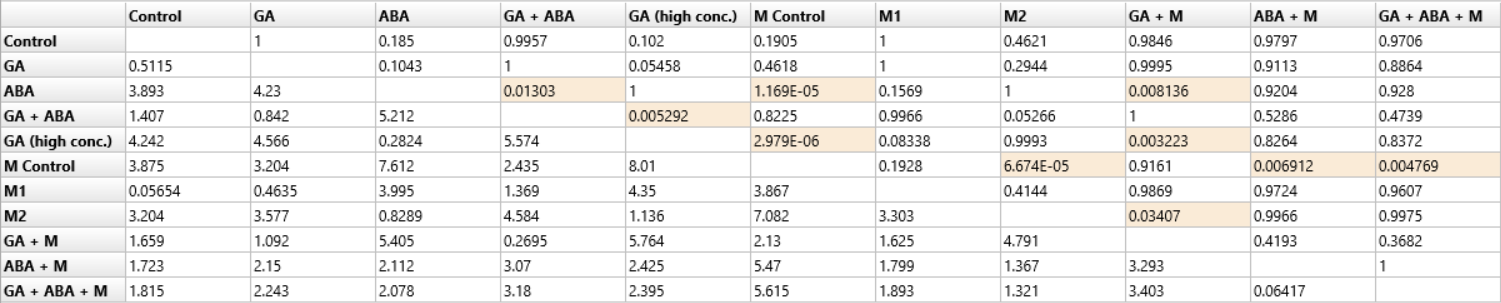 Control GA ABA GA + ABA GA (high conc.) M Control M1 M2 GA + M ABA + M GA + ABA + M
Control 1 0.185 0.9957 0.102 0.1905 1 0.4621 0.9846 0.9797 0.9706
GA 0.5115 0.1043 1 0.05458 0.4618 1 0.2944 0.9995 0.9113 0.8864
ABA 3.893 4.23 0.01303 1 1.169E-05 0.1569 1 0.008136 0.9204 0.928
GA + ABA 1.407 0.842 5.212 0.005292 0.8225 0.9966 0.05266 1 0.5286 0.4739
GA (high conc.) 4.242 4.566 0.2824 5.574 2.979E-06 0.08338 0.9993 0.003223 0.8264 0.8372
M Control 3.875 3.204 7.612 2.435 8.01 0.1928 6.674E-05 0.9161 0.006912 0.004769
M1 0.05654 0.4635 3.995 1.369 4.35 3.867 0.4144 0.9869 0.9724 0.9607
M2 3.204 3.577 0.8289 4.584 1.136 7.082 3.303 0.03407 0.9966 0.9975
GA + M 1.659 1.092 5.405 0.2695 5.764 2.13 1.625 4.791 0.4193 0.3682
ABA + M 1.723 2.15 2.112 3.07 2.425 5.47 1.799 1.367 3.293 1
GA + ABA + M 1.815 2.243 2.078 3.18 2.395 5.615 1.893 1.321 3.403 0.06417